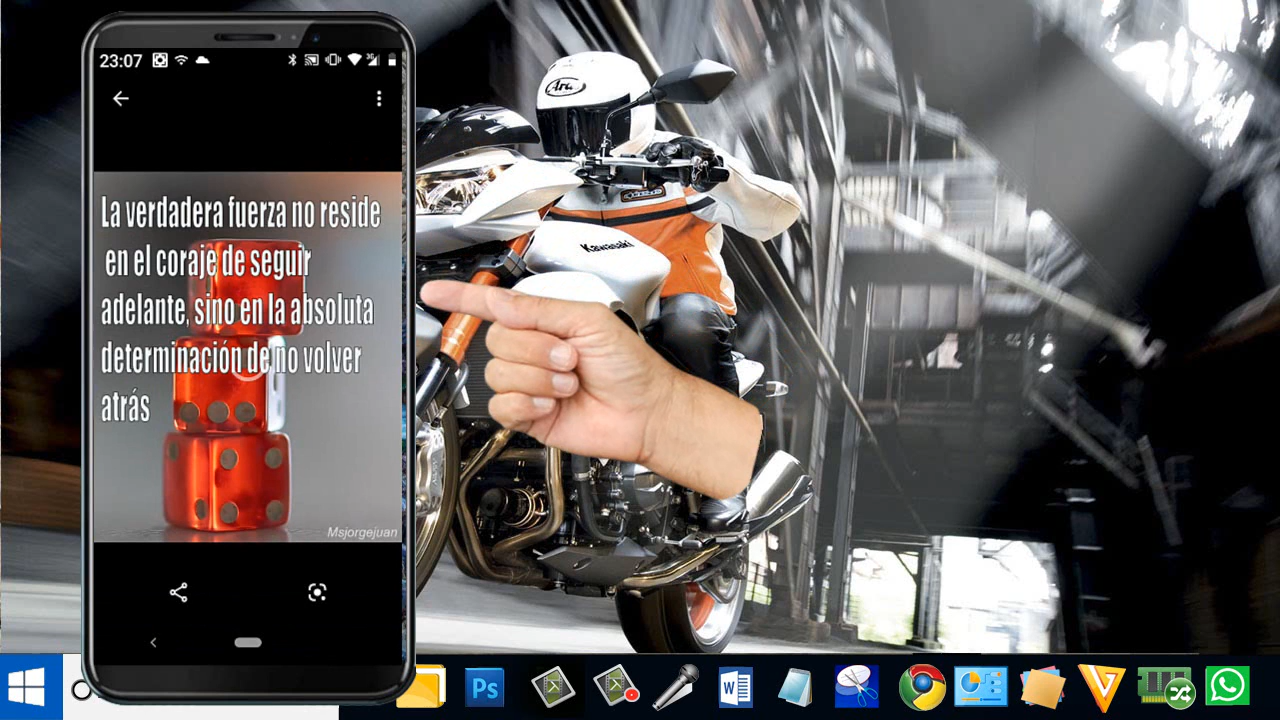 23:07
3G
La verdadera fuerza no reside
en el coraje de seguir
adelante, sino en la absoluta
determinación de no volver
atrás
Msjorgejuan
Arai
Kawasaki
Ps
W